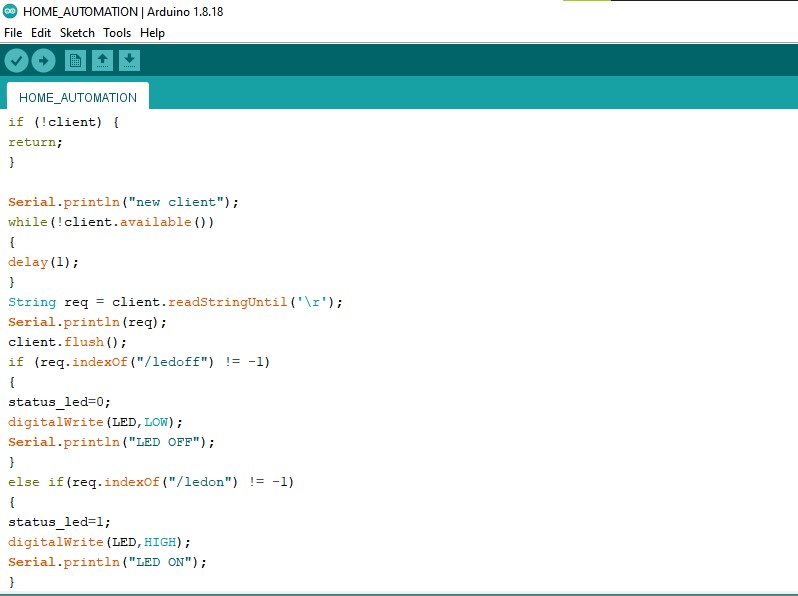 HOME_AUTOMATION | Arduino 1.8.18
File Edit Sketch Tools Help
HOME_AUTOMATION
if (!client) {
return;
}
Serial.println("new client");
while(!client.available())
{
delay(1);
}
String req = client.readStringUntil('\r');
Serial.println(req);
client.flush();
if (req.indexOf("/ledoff") != -1)
{
status_led=0;
digitalWrite(LED,LOW);
Serial.println("LED OFF");
}
else if(req.indexOf("/ledon") != -1)
{
status_led=1;
digitalWrite(LED,HIGH);
Serial.println("LED ON");
}